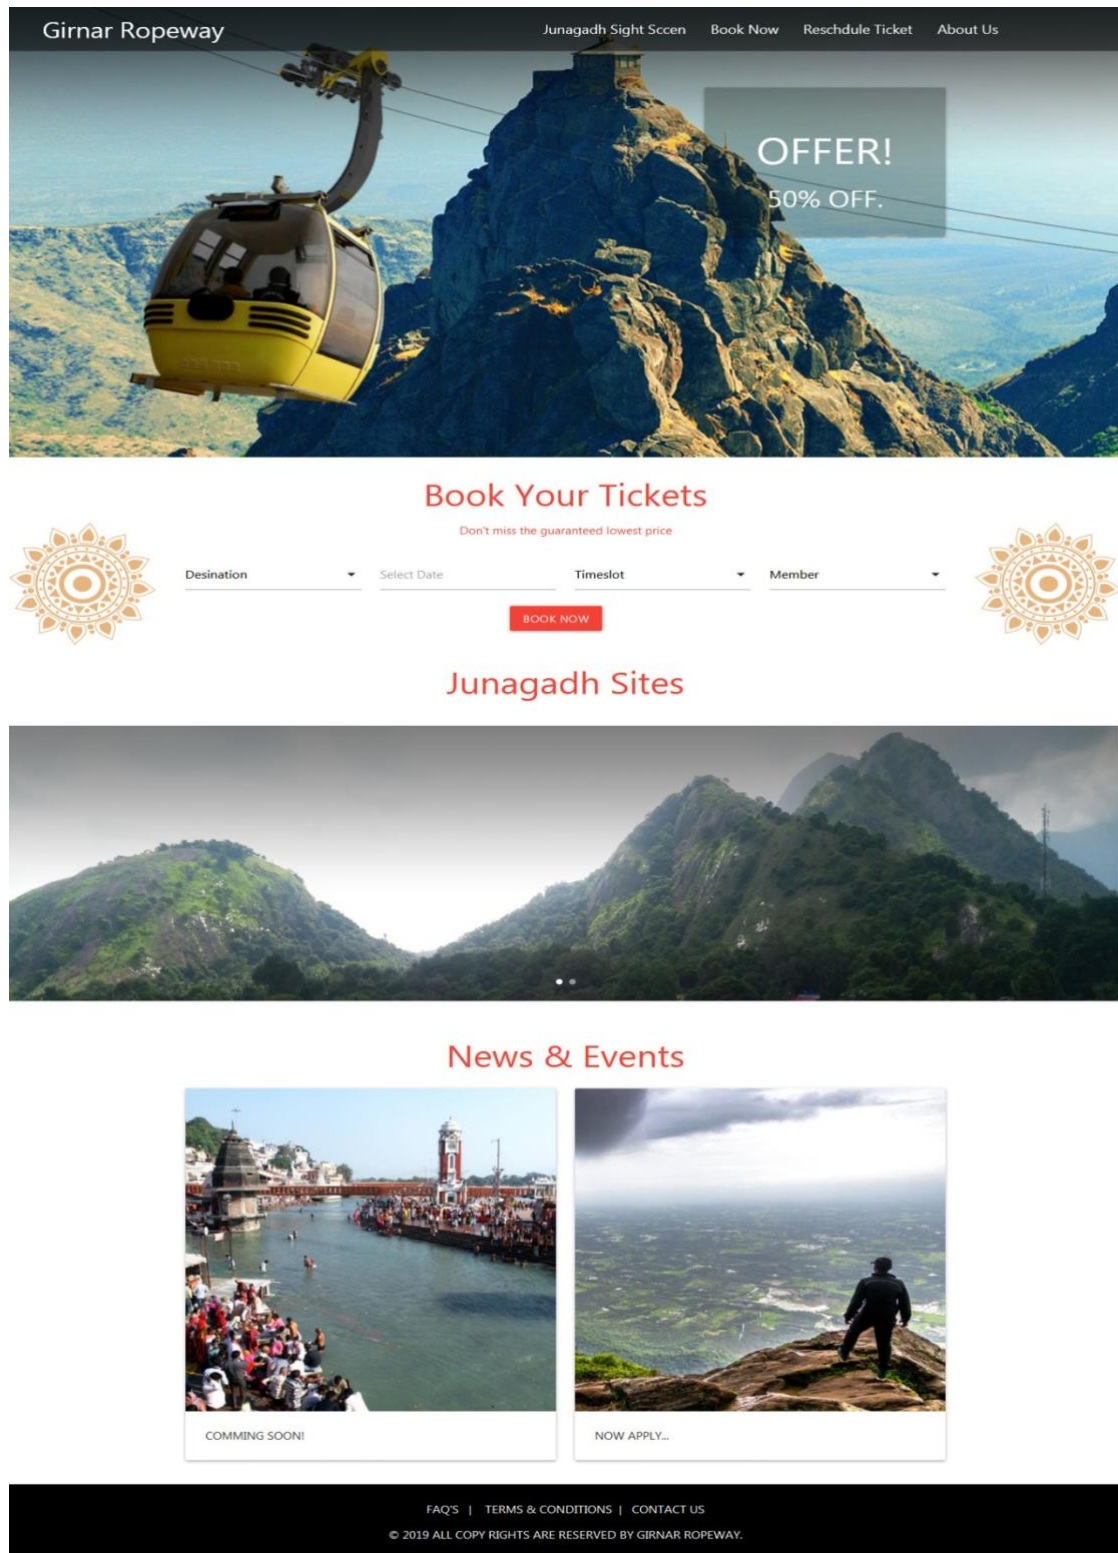 Girnar Ropeway
Junagadh Sight Sccen Book Now Reschdule Ticket About Us
OFFER!
50% OFF.
Book Your Tickets
Don't miss the guaranteed lowest price
Desination Select Date Timeslot Member
BOOK NOW
Junagadh Sites
News & Events
COMMING SOON!
NOW APPLY...
FAQ'S | TERMS & CONDITIONS | CONTACT US
© 2019 ALL COPY RIGHTS ARE RESERVED BY GIRNAR ROPEWAY.